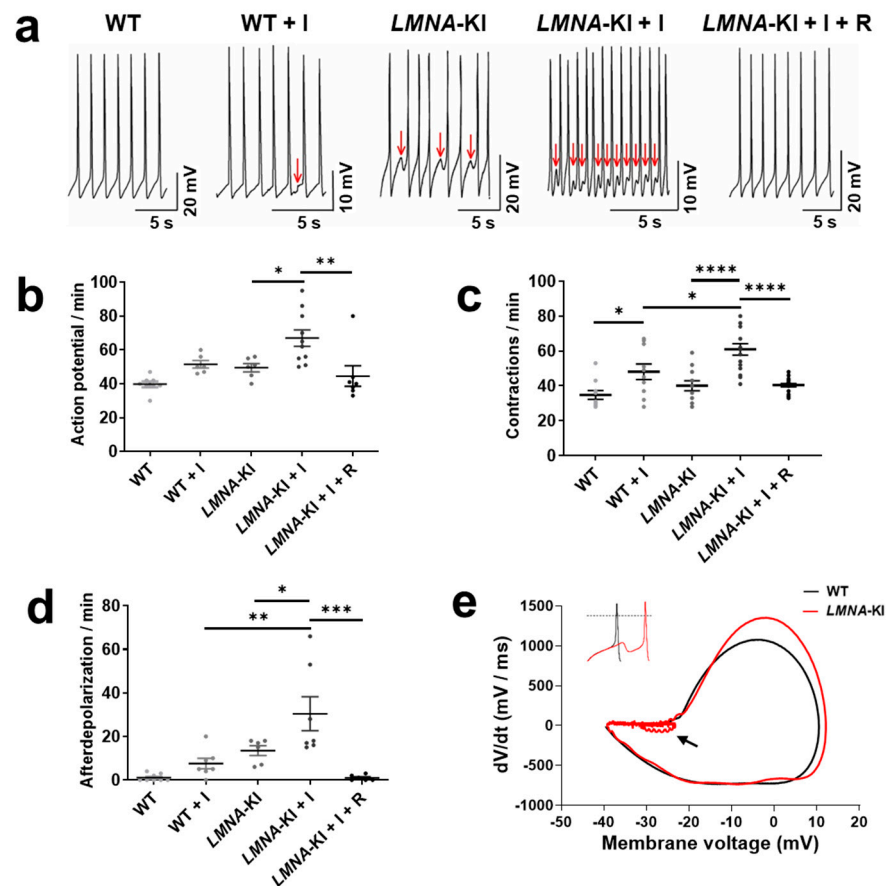 a
WT WT + I LMNA-KI LMNA-KI + I LMNA-KI + I + R
20 mV 10 mV 20 mV 10 mV 20 mV
5 s 5 s 5 s 5 s 5 s
b
Action potential / min
100
80
60
40
20
0
* **
WT WT + I LMNA-KI LMNA-KI + I LMNA-KI + I + R
c
Contractions / min
100
80
60
40
20
0
****
* * ****
WT WT + I LMNA-KI LMNA-KI + I LMNA-KI + I + R
d
Afterdepolarization / min
80
60
40
20
0
*
** ***
WT WT + I LMNA-KI LMNA-KI + I LMNA-KI + I + R
e
WT
LMNA-KI
dV/dt (mV / ms)
1500
1000
500
0
-500
-1000
-50 -40 -30 -20 -10 0 10 20
Membrane voltage (mV)